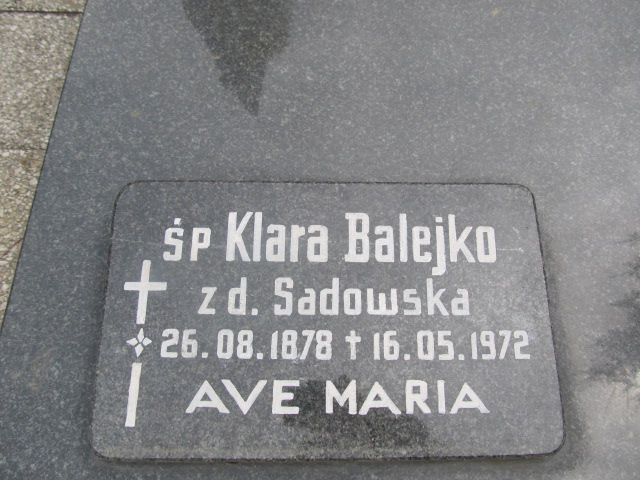 śp Klara Balejko
z d. Sadowska
26.08.1878 † 16.05.1972
AVE MARIA